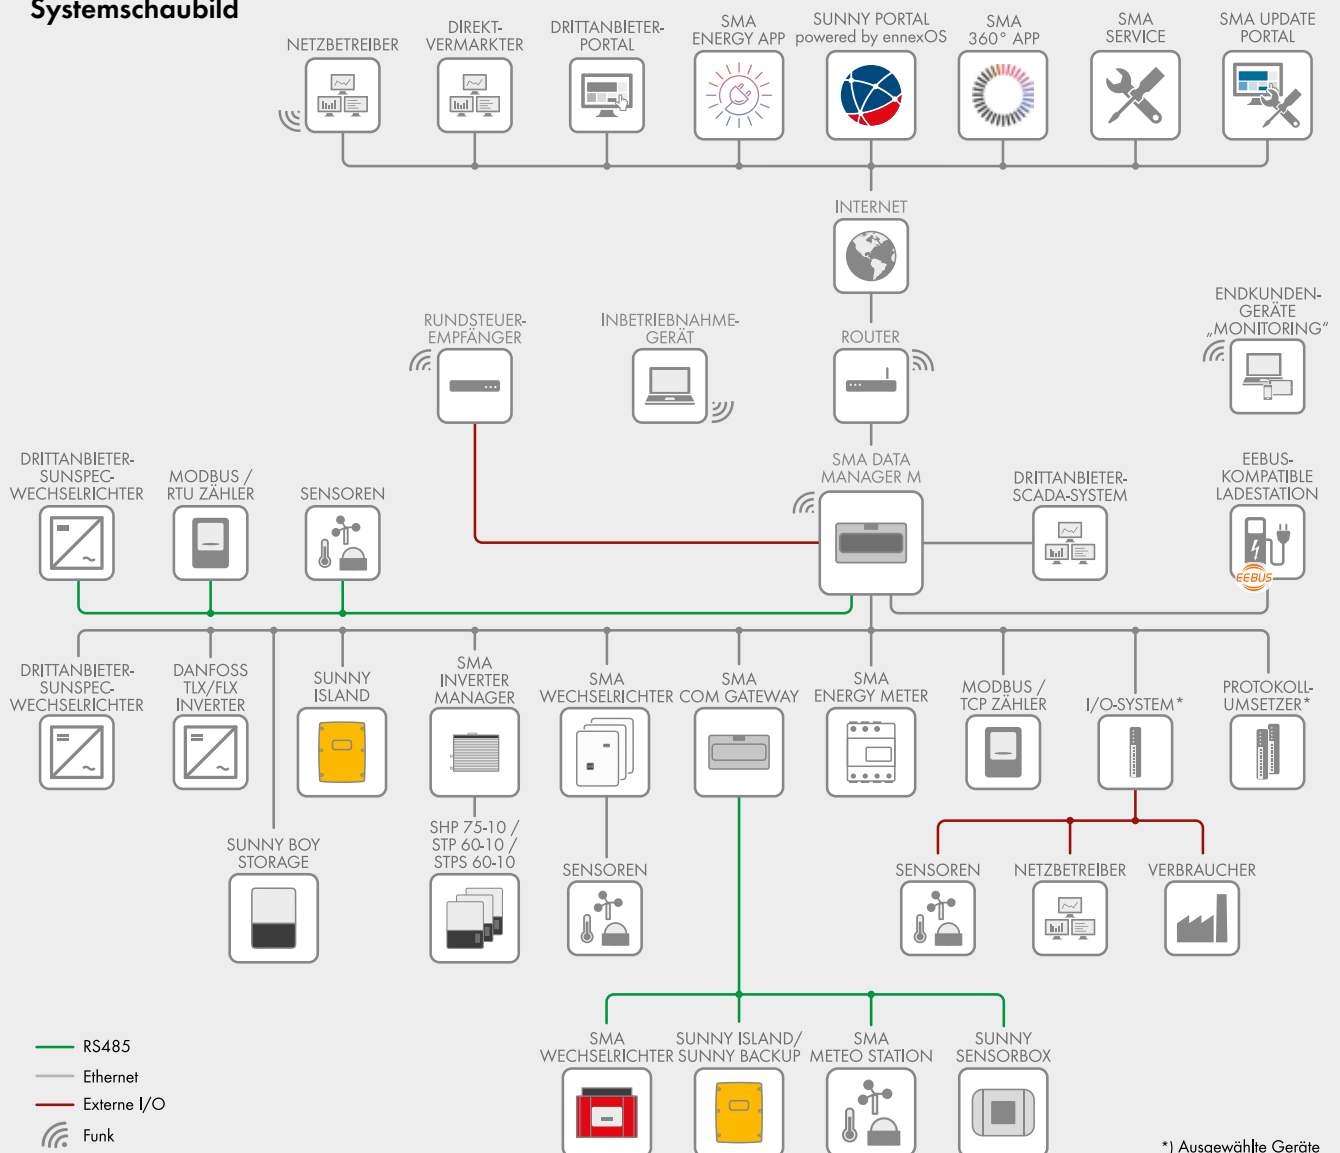 Systemschaubild
NETZBETREIBER
DIREKT-
VERMARKTER
DRITTANBIETER-
PORTAL
SMA
ENERGY APP
SUNNY PORTAL
powered by ennexOS
SMA
360° APP
SMA
SERVICE
SMA UPDATE
PORTAL
INTERNET
RUNDSTEUER-
EMPFÄNGER
INBETRIEBNAHME-
GERÄT
ROUTER
ENDKUNDEN-
GERÄTE
„MONITORING“
DRITTANBIETER-
SUNSPEC-
WECHSELRICHTER
MODBUS /
RTU ZÄHLER
SENSOREN
SMA DATA
MANAGER M
DRITTANBIETER-
SCADA-SYSTEM
EEBUS-
KOMPATIBLE
LADESTATION
EEBUS
DRITTANBIETER-
SUNSPEC-
WECHSELRICHTER
DANFOSS
TLX/FLX
INVERTER
SUNNY
ISLAND
SMA
INVERTER
MANAGER
SMA
WECHSELRICHTER
SMA
COM GATEWAY
SMA
ENERGY METER
MODBUS /
TCP ZÄHLER
I/O-SYSTEM*
PROTOKOLL-
UMSETZER*
SUNNY BOY
STORAGE
SHP 75-10 /
STP 60-10 /
STPS 60-10
SENSOREN
SENSOREN
NETZBETREIBER
VERBRAUCHER
SMA
WECHSELRICHTER
SUNNY ISLAND/
SUNNY BACKUP
SMA
METEO STATION
SUNNY
SENSORBOX
RS485
Ethernet
Externe I/O
Funk
*) Ausgewählte Geräte